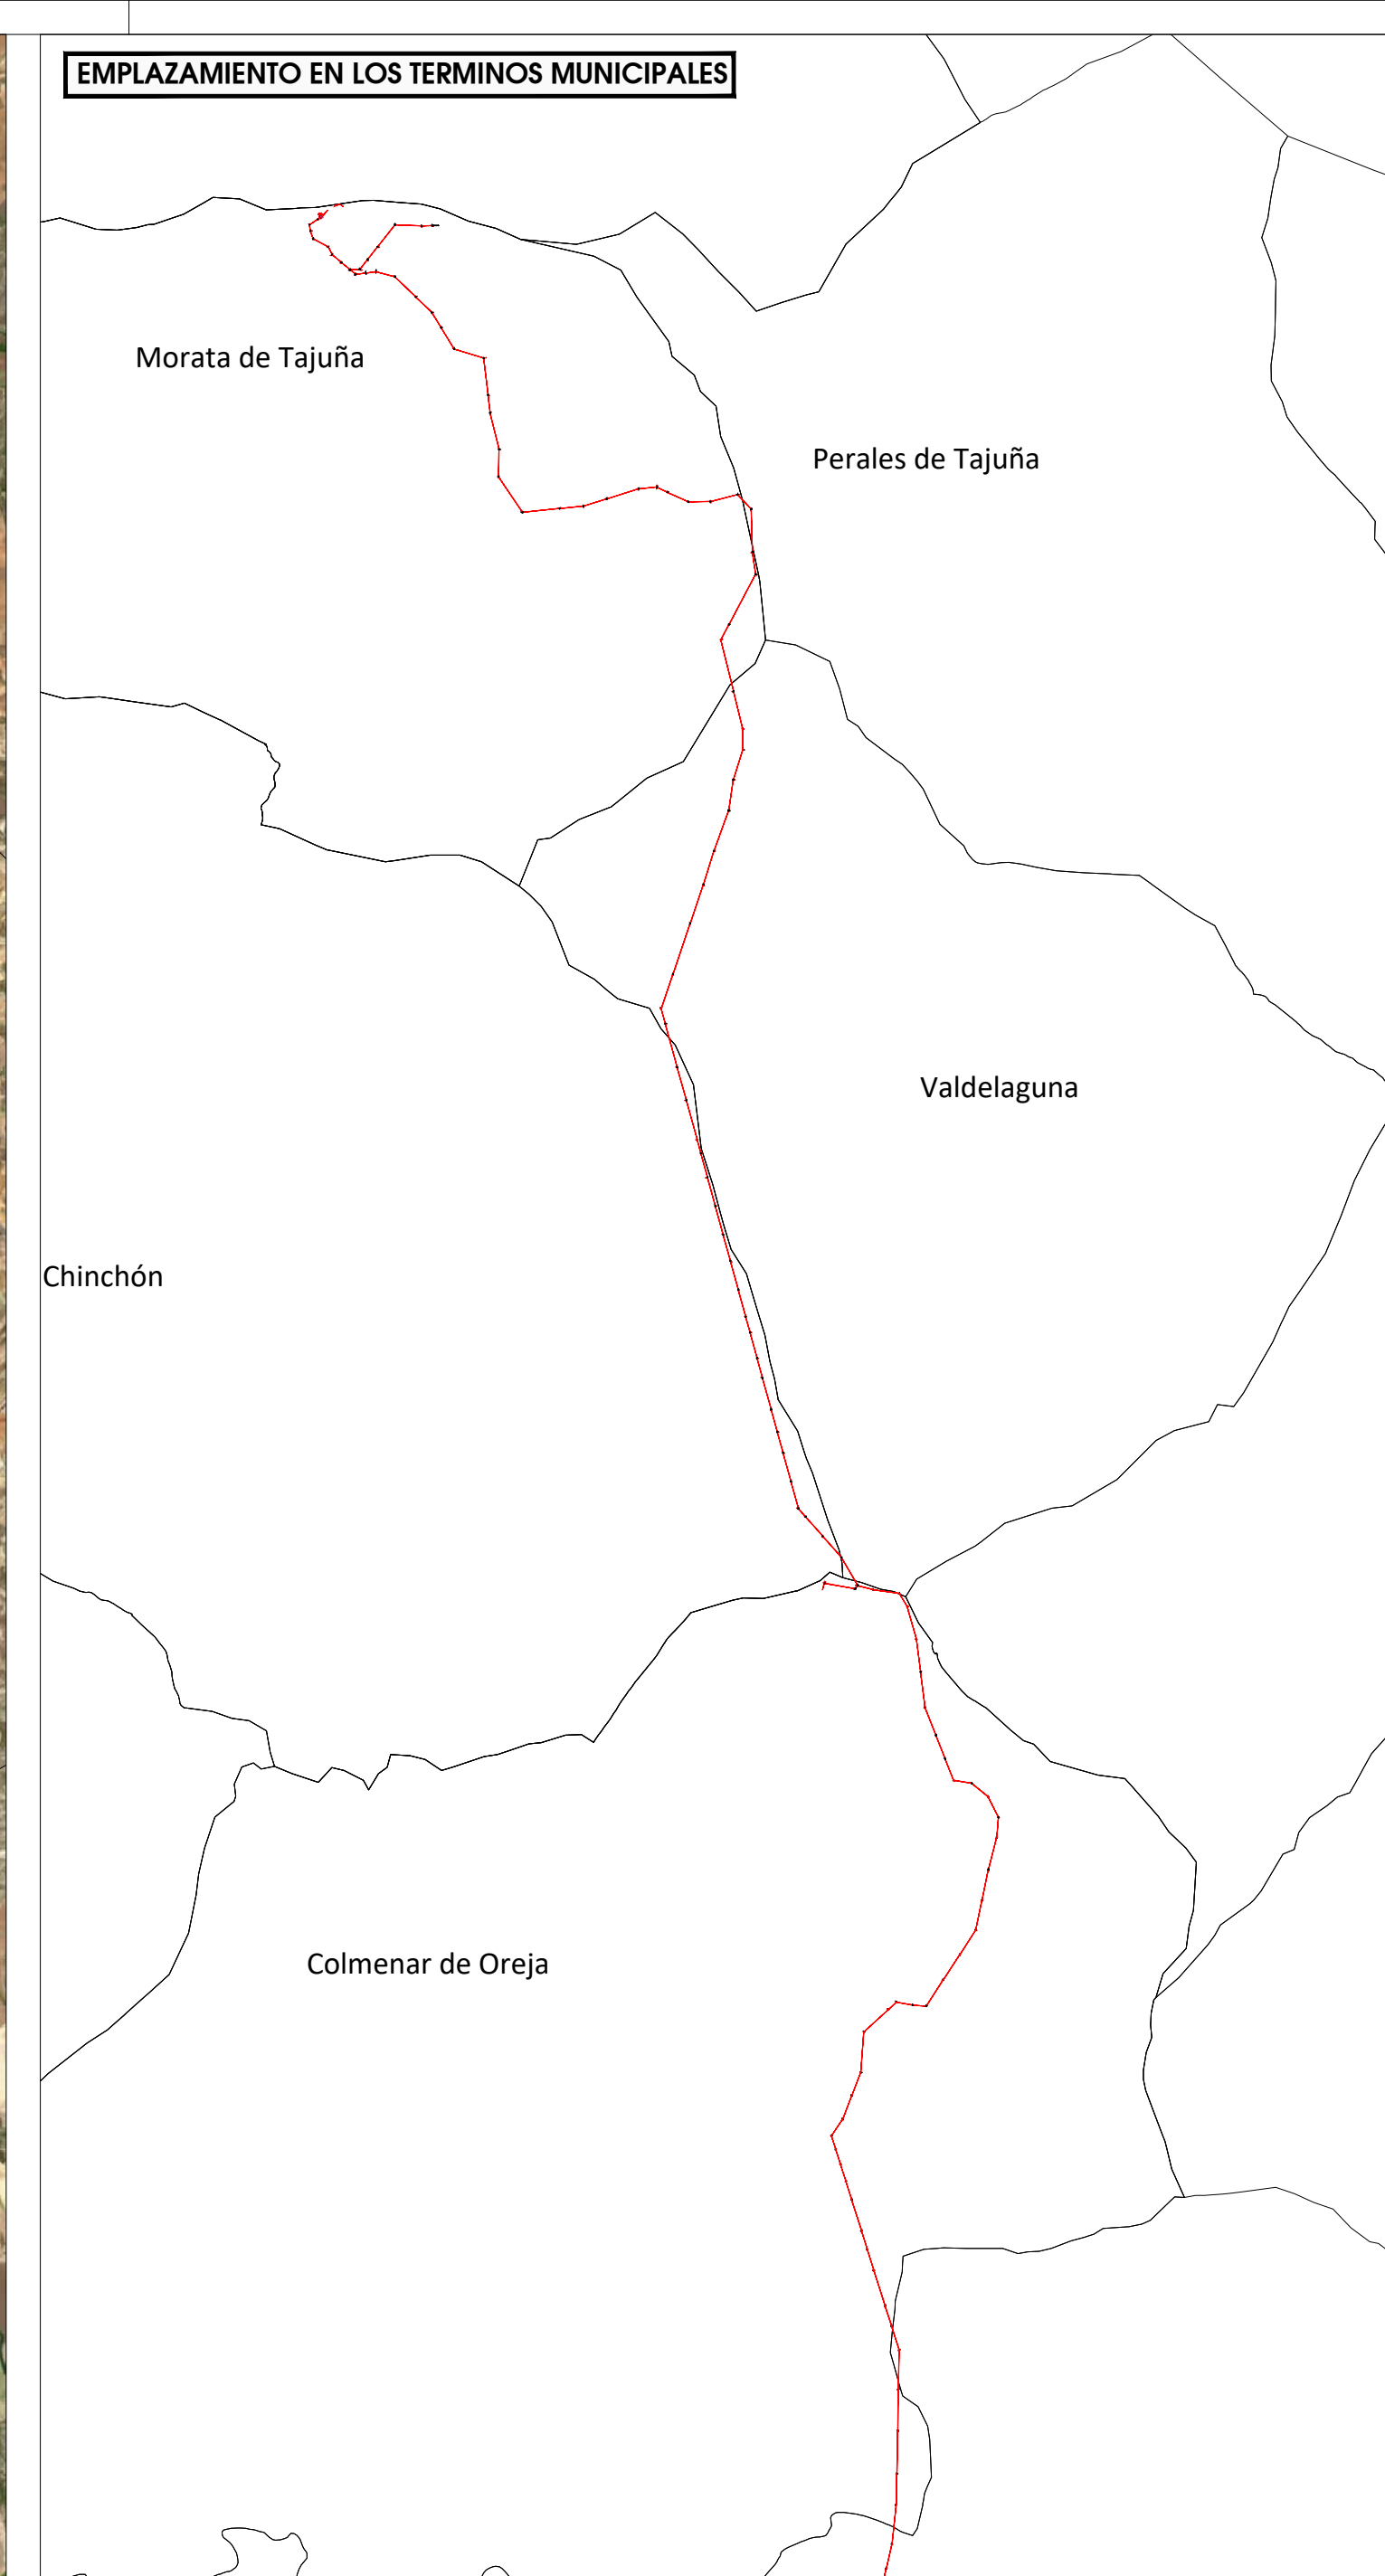 EMPLAZAMIENTO EN LOS TERMINOS MUNICIPALES
Morata de Tajuña
Perales de Tajuña
Valdelaguna
Chinchón
Colmenar de Oreja